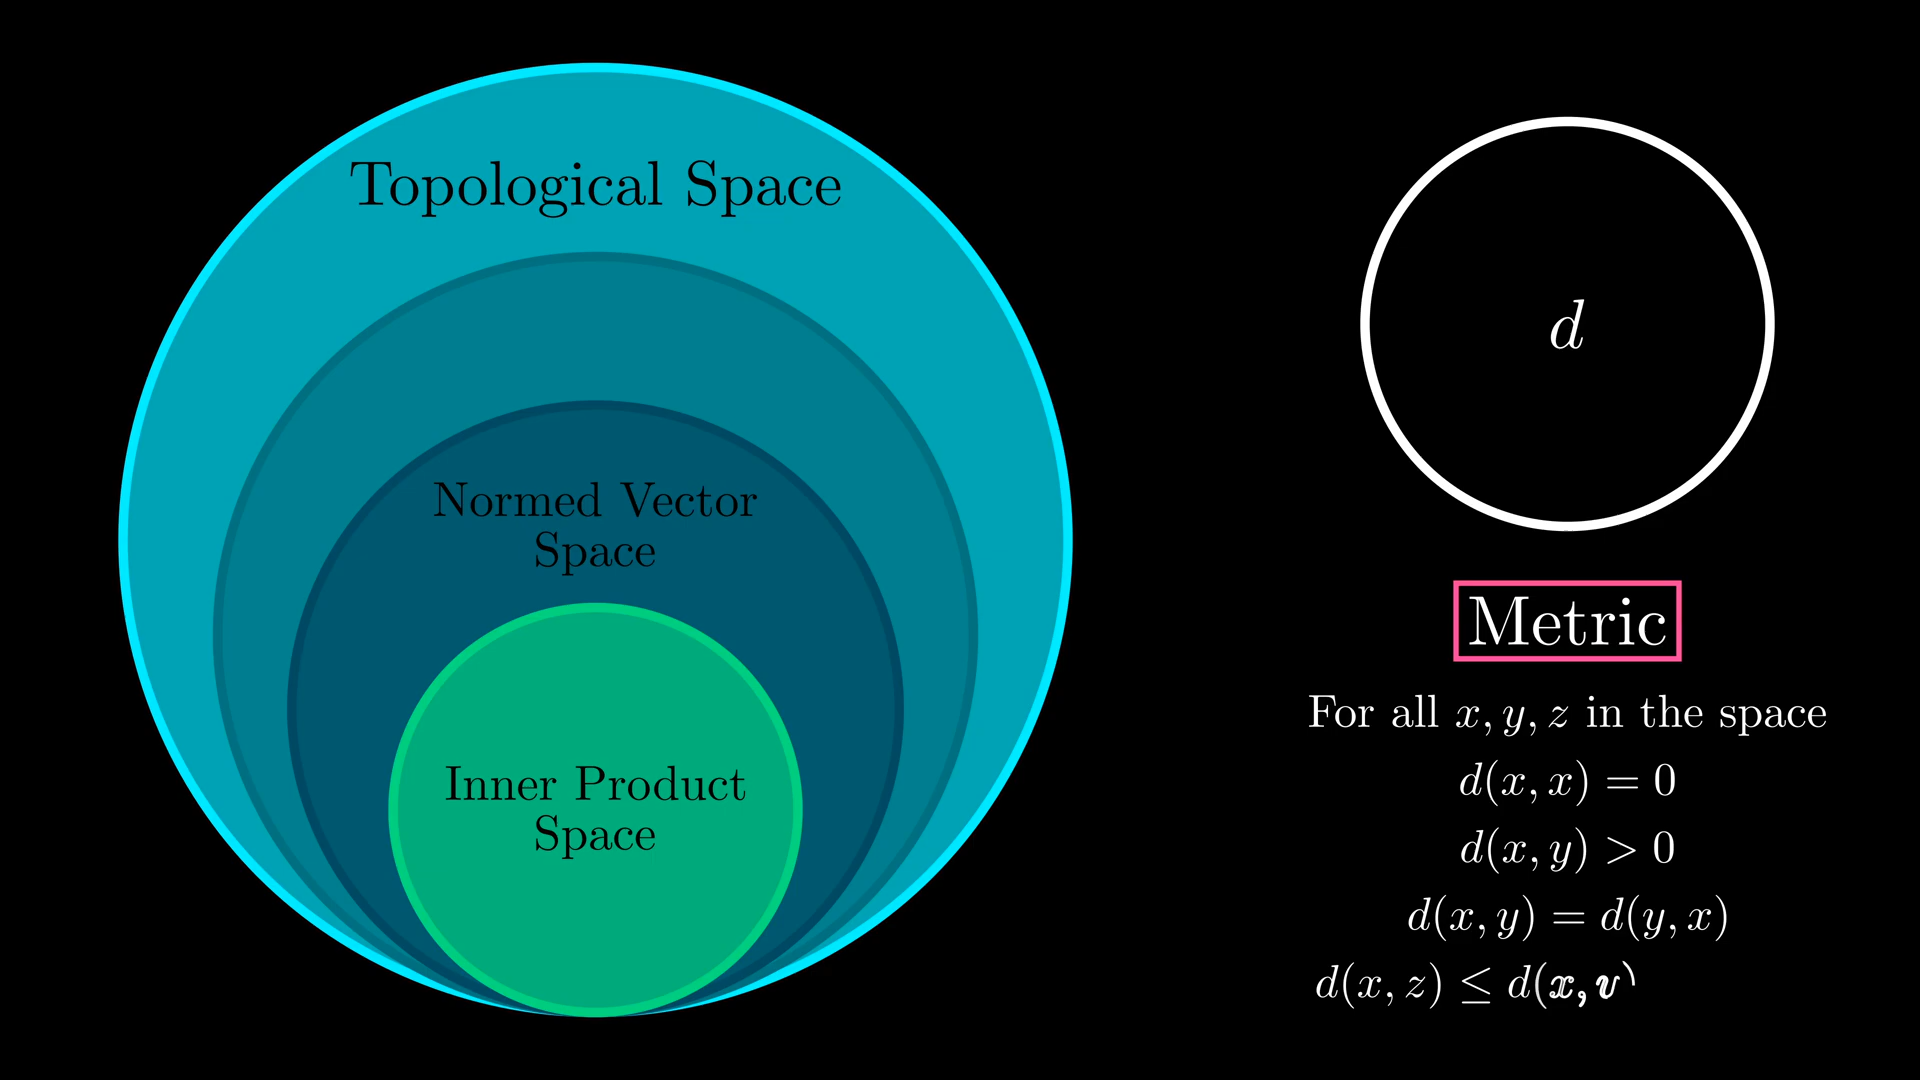 Topological Space
Normed Vector
Space
Inner Product
Space
d
Metric
For all x, y, z in the space
d(x, x) = 0
d(x, y) > 0
d(x, y) = d(y, x)
d(x, z) ≤ d(x,